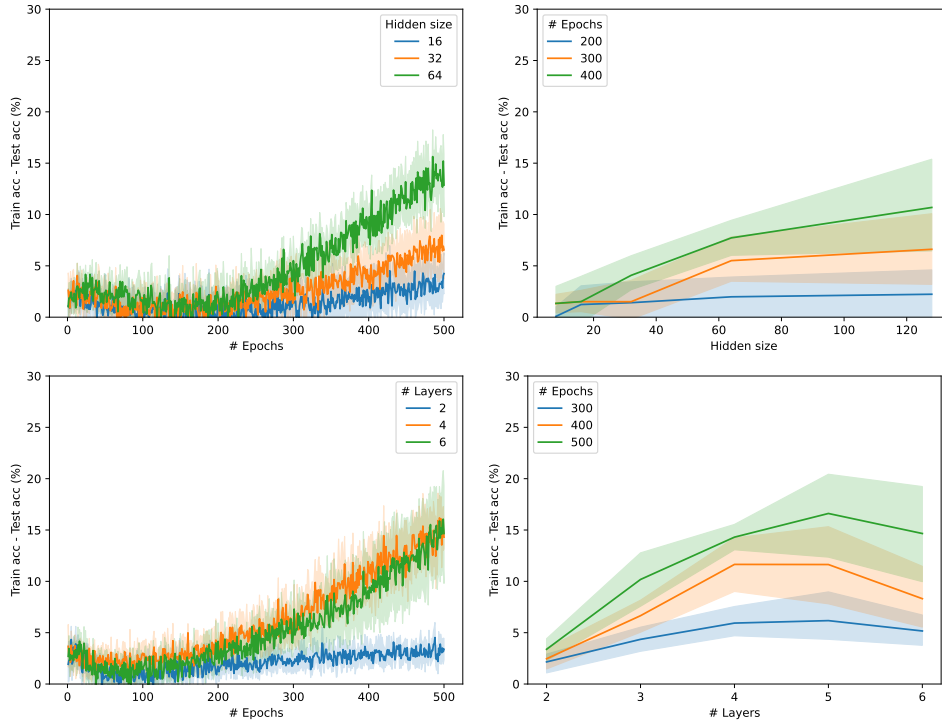 Hidden size
16
32
64
Train acc - Test acc (%)
30
25
20
15
10
5
0
0 100 200 300 400 500
# Epochs
# Epochs
200
300
400
Train acc - Test acc (%)
30
25
20
15
10
5
0
20 40 60 80 100 120
Hidden size
# Layers
2
4
6
Train acc - Test acc (%)
30
25
20
15
10
5
0
0 100 200 300 400 500
# Epochs
# Epochs
300
400
500
Train acc - Test acc (%)
30
25
20
15
10
5
0
2 3 4 5 6
# Layers